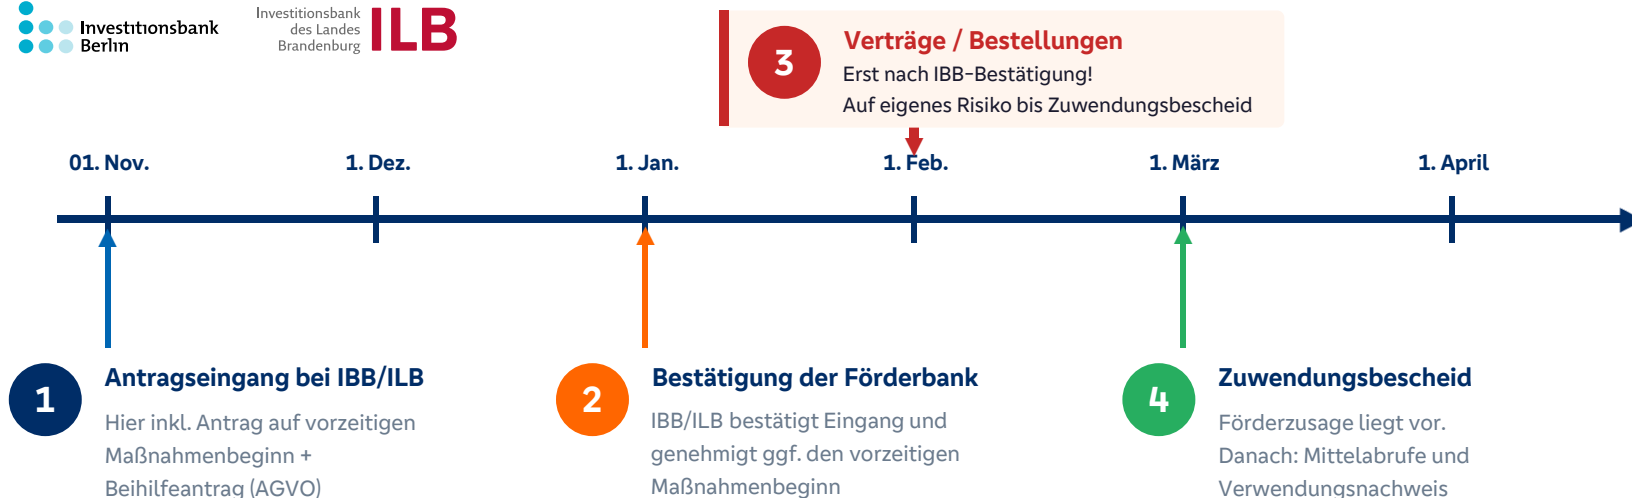 Investitionsbank
Berlin
Investitionsbank
des Landes
Brandenburg
ILB
3
Verträge / Bestellungen
Erst nach IBB-Bestätigung!
Auf eigenes Risiko bis Zuwendungsbescheid
01. Nov.
1. Dez.
1. Jan.
1. Feb.
1. März
1. April
1
Antragseingang bei IBB/ILB
Hier inkl. Antrag auf vorzeitigen
Maßnahmenbeginn +
Beihilfeantrag (AGVO)
2
Bestätigung der Förderbank
IBB/ILB bestätigt Eingang und
genehmigt ggf. den vorzeitigen
Maßnahmenbeginn
4
Zuwendungsbescheid
Förderzusage liegt vor.
Danach: Mittelabrufe und
Verwendungsnachweis